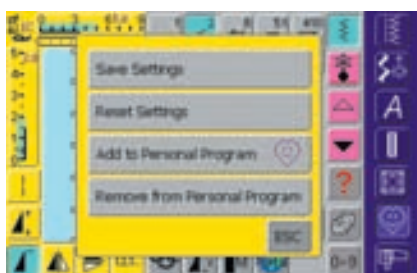 Save Settings
Reset Settings
Add to Personal Program
Remove from Personal Program
ESC
?
A
0-9